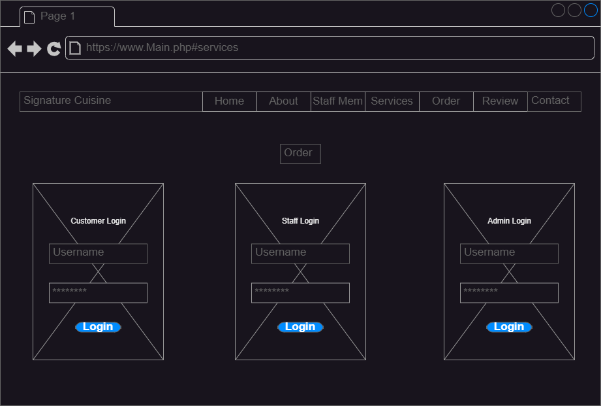 Page 1
https://www.Main.php#services
Signature Cuisine Home About Staff Mem Services Order Review Contact
Order
Customer Login Staff Login Admin Login
Username Username Username
******** ******** ********
Login Login Login